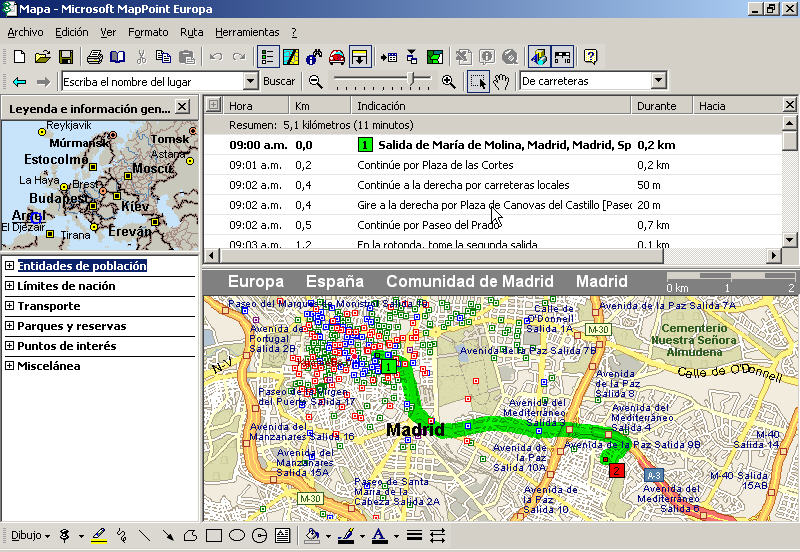 Mapa - Microsoft MapPoint Europa
Archivo Edición Ver Formato Ruta Herramientas ?
Escriba el nombre del lugar Buscar De carreteras
Leyenda e información gen...
Reykjavik
Múrmansk
Tomsk
Estocolmo
Astana
Moscú
La Haya
Brest
Budapest
Kíev
Argel
El Djezair
Tirana
Ereván
Entidades de población
Límites de nación
Transporte
Parques y reservas
Puntos de interés
Miscelánea
Hora Km Indicación Durante Hacia
Resumen: 5,1 kilómetros (11 minutos)
09:00 a.m. 0,0 1 Salida de María de Molina, Madrid, Madrid, Sp 0,2 km
09:01 a.m. 0,2 Continúe por Plaza de las Cortes 0,2 km
09:02 a.m. 0,4 Continúe a la derecha por carreteras locales 50 m
09:02 a.m. 0,4 Gire a la derecha por Plaza de Canovas del Castillo [Pasec 20 m
09:02 a.m. 0,5 Continúe por Paseo del Prado 0,7 km
09:03 a.m. 1,2 En la rotonda, tome la segunda salida 0,1 km
Europa España Comunidad de Madrid Madrid
0 km 1 2
Paseo del Marques de Monistrol Salida
Avenida de
Portugal
Salida 2B
N-V
Calle de
O'Donnell
Salida 1A
Avenida de la Paz Salida 7A
M-30
Cementerio
Nuestra Señora
Almudena
Avenida de la Paz Salida 7B
Calle de O'Donnell
Avenida
de la Paz
Salida 8
1
del Puerto Salida 17
Avenida del
Manzanares Salida 16
Madrid
Avenida del
Mediterráneo
Salida 3
Avenida del
Mediterráneo
Salida 4
Avenida de la Paz Salida 9B
Avenida de
la Paz
Salida 10A
Avenida del
Manzanares
Salida 15A
M-30
Paseo de Santa
María de la
Cabeza Salida 2A
2
A-3
Avenida de
la Paz
Salida 10
Avenida del
Mediterráneo
Salida 6
M-40
Salida 14
M-40 Salida
15AB
Dibujo